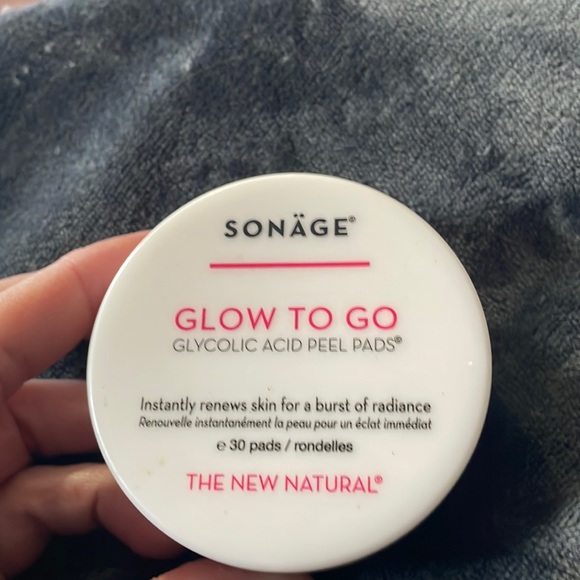 SONÄGE®
GLOW TO GO
GLYCOLIC ACID PEEL PADS®
Instantly renews skin for a burst of radiance
Renouvelle instantanément la peau pour un éclat immédiat
℮ 30 pads / rondelles
THE NEW NATURAL®